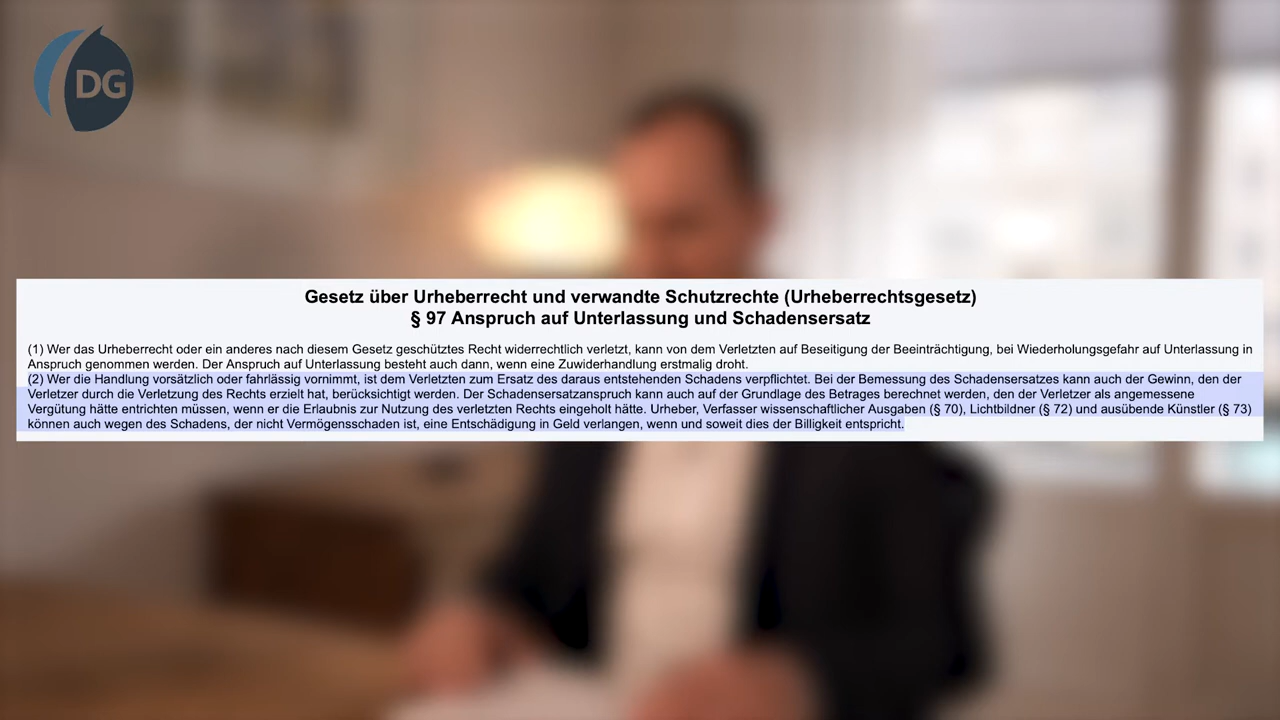 DG
Gesetz über Urheberrecht und verwandte Schutzrechte (Urheberrechtsgesetz)
§ 97 Anspruch auf Unterlassung und Schadensersatz
(1) Wer das Urheberrecht oder ein anderes nach diesem Gesetz geschütztes Recht widerrechtlich verletzt, kann von dem Verletzten auf Beseitigung der Beeinträchtigung, bei Wiederholungsgefahr auf Unterlassung in
Anspruch genommen werden. Der Anspruch auf Unterlassung besteht auch dann, wenn eine Zuwiderhandlung erstmalig droht.
(2) Wer die Handlung vorsätzlich oder fahrlässig vornimmt, ist dem Verletzten zum Ersatz des daraus entstehenden Schadens verpflichtet. Bei der Bemessung des Schadensersatzes kann auch der Gewinn, den der
Verletzer durch die Verletzung des Rechts erzielt hat, berücksichtigt werden. Der Schadensersatzanspruch kann auch auf der Grundlage des Betrages berechnet werden, den der Verletzer als angemessene
Vergütung hätte entrichten müssen, wenn er die Erlaubnis zur Nutzung des verletzten Rechts eingeholt hätte. Urheber, Verfasser wissenschaftlicher Ausgaben (§ 70), Lichtbildner (§ 72) und ausübende Künstler (§ 73)
können auch wegen des Schadens, der nicht Vermögensschaden ist, eine Entschädigung in Geld verlangen, wenn und soweit dies der Billigkeit entspricht.